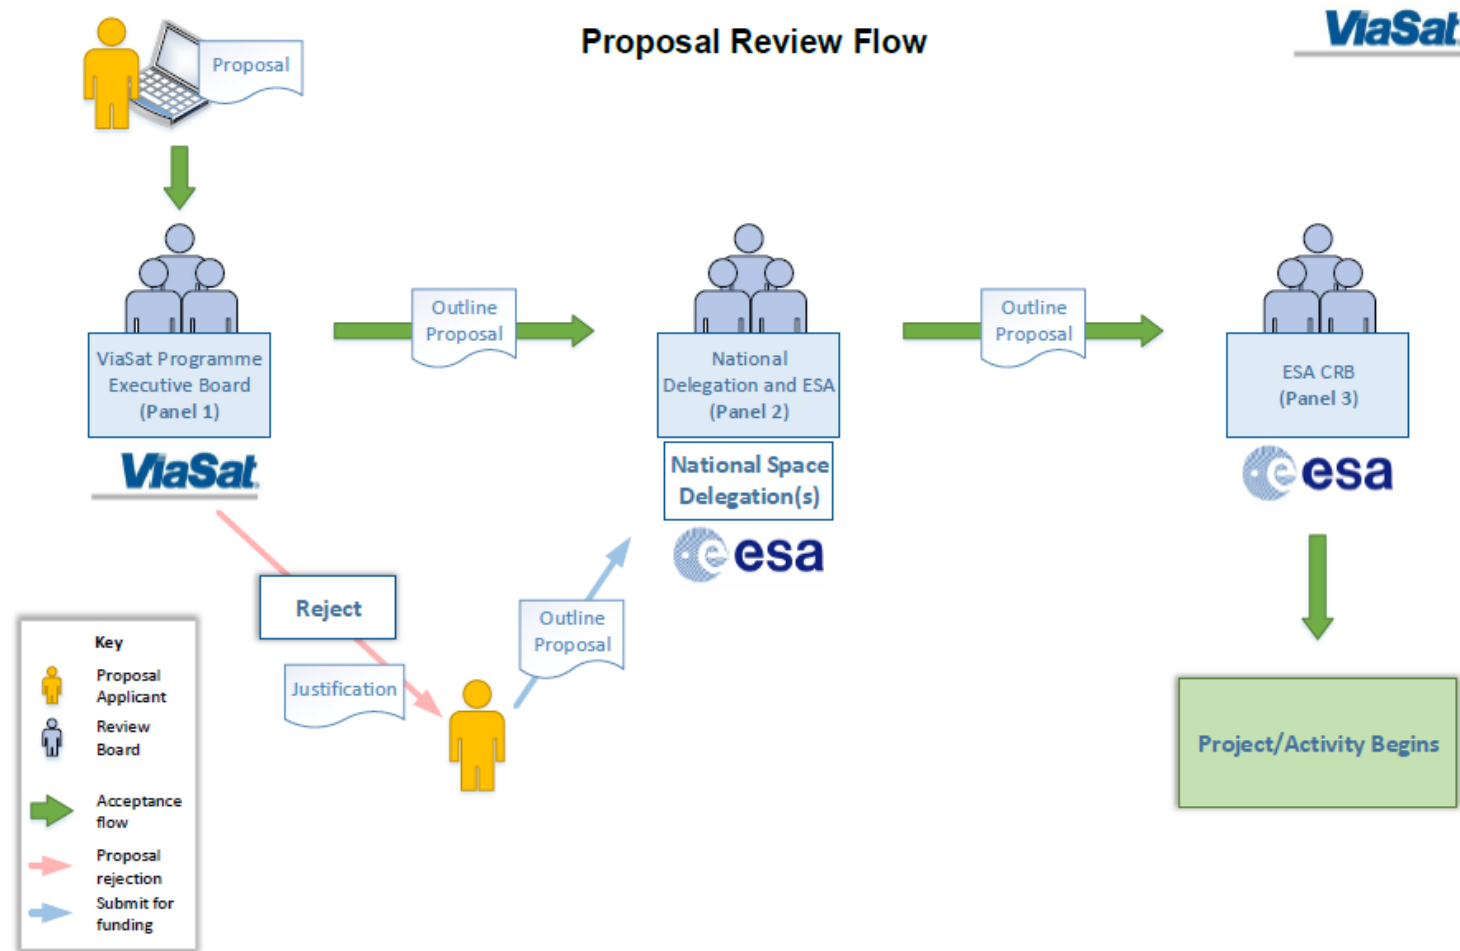 Proposal Review Flow
ViaSat
Proposal
ViaSat Programme
Executive Board
(Panel 1)
ViaSat
Outline
Proposal
National
Delegation and ESA
(Panel 2)
National Space
Delegation(s)
esa
Outline
Proposal
ESA CRB
(Panel 3)
esa
Reject
Justification
Outline
Proposal
Project/Activity Begins
Key
Proposal
Applicant
Review
Board
Acceptance
flow
Proposal
rejection
Submit for
funding